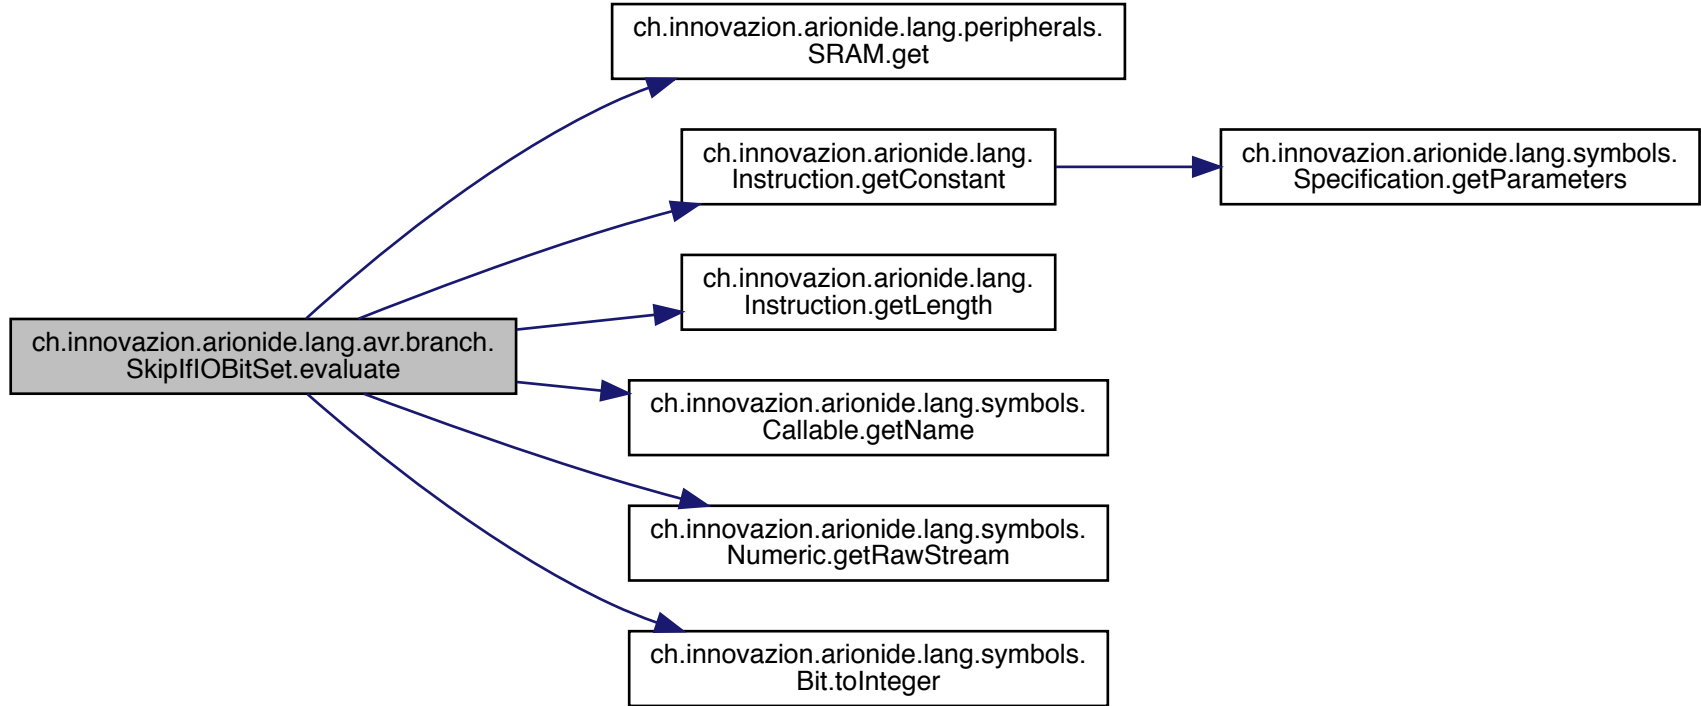 ch.innovazion.arionide.lang.peripherals.
SRAM.get
ch.innovazion.arionide.lang.
Instruction.getConstant
ch.innovazion.arionide.lang.symbols.
Specification.getParameters
ch.innovazion.arionide.lang.
Instruction.getLength
ch.innovazion.arionide.lang.avr.branch.
SkipIfIOBitSet.evaluate
ch.innovazion.arionide.lang.symbols.
Callable.getName
ch.innovazion.arionide.lang.symbols.
Numeric.getRawStream
ch.innovazion.arionide.lang.symbols.
Bit.toInteger